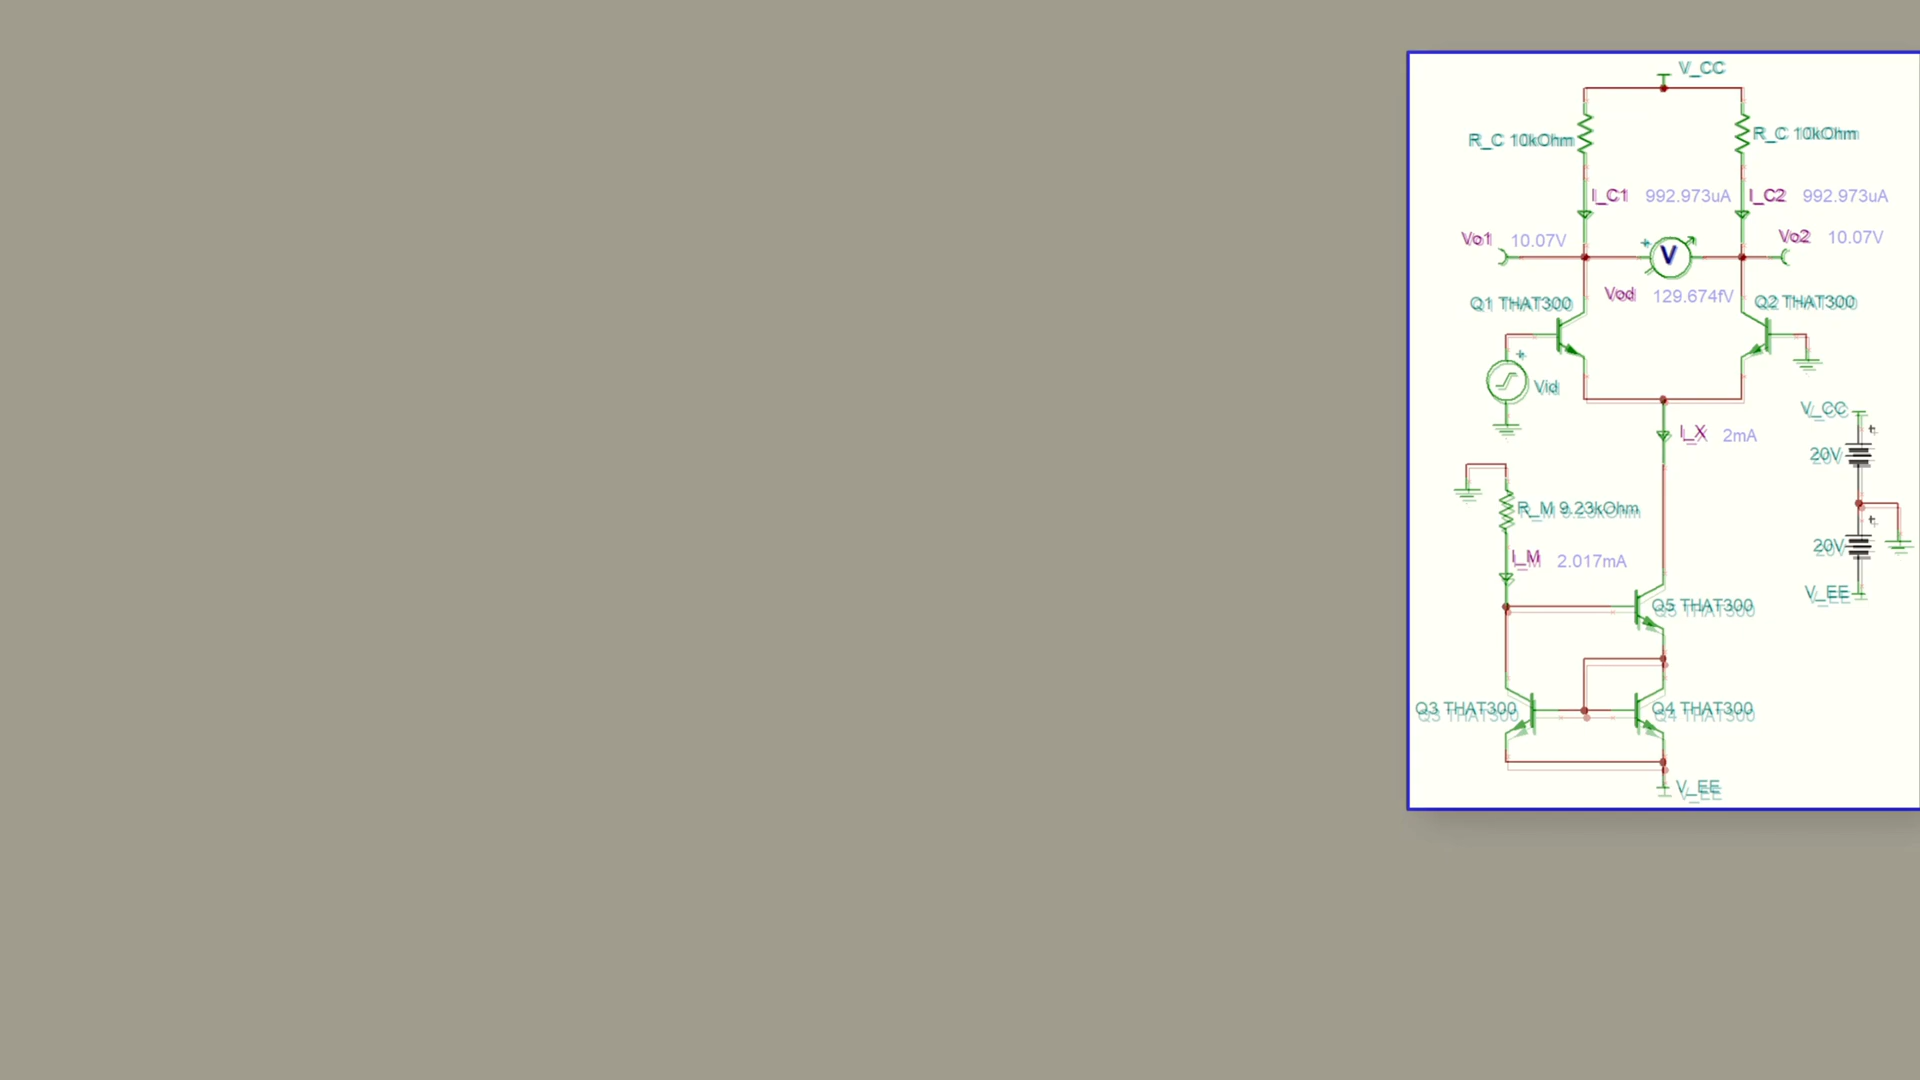 V_CC
R_C 10kOhm
R_C 10kOhm
I_C1 992.973uA
I_C2 992.973uA
Vo1 10.07V
+
V
Vo2 10.07V
Vod 129.674fV
Q1 THAT300
Q2 THAT300
+
Vid
V_CC
I_X 2mA
+
20V
R_M 9.23kOhm
+
20V
I_M 2.017mA
V_EE
Q5 THAT300
Q3 THAT300
Q4 THAT300
V_EE